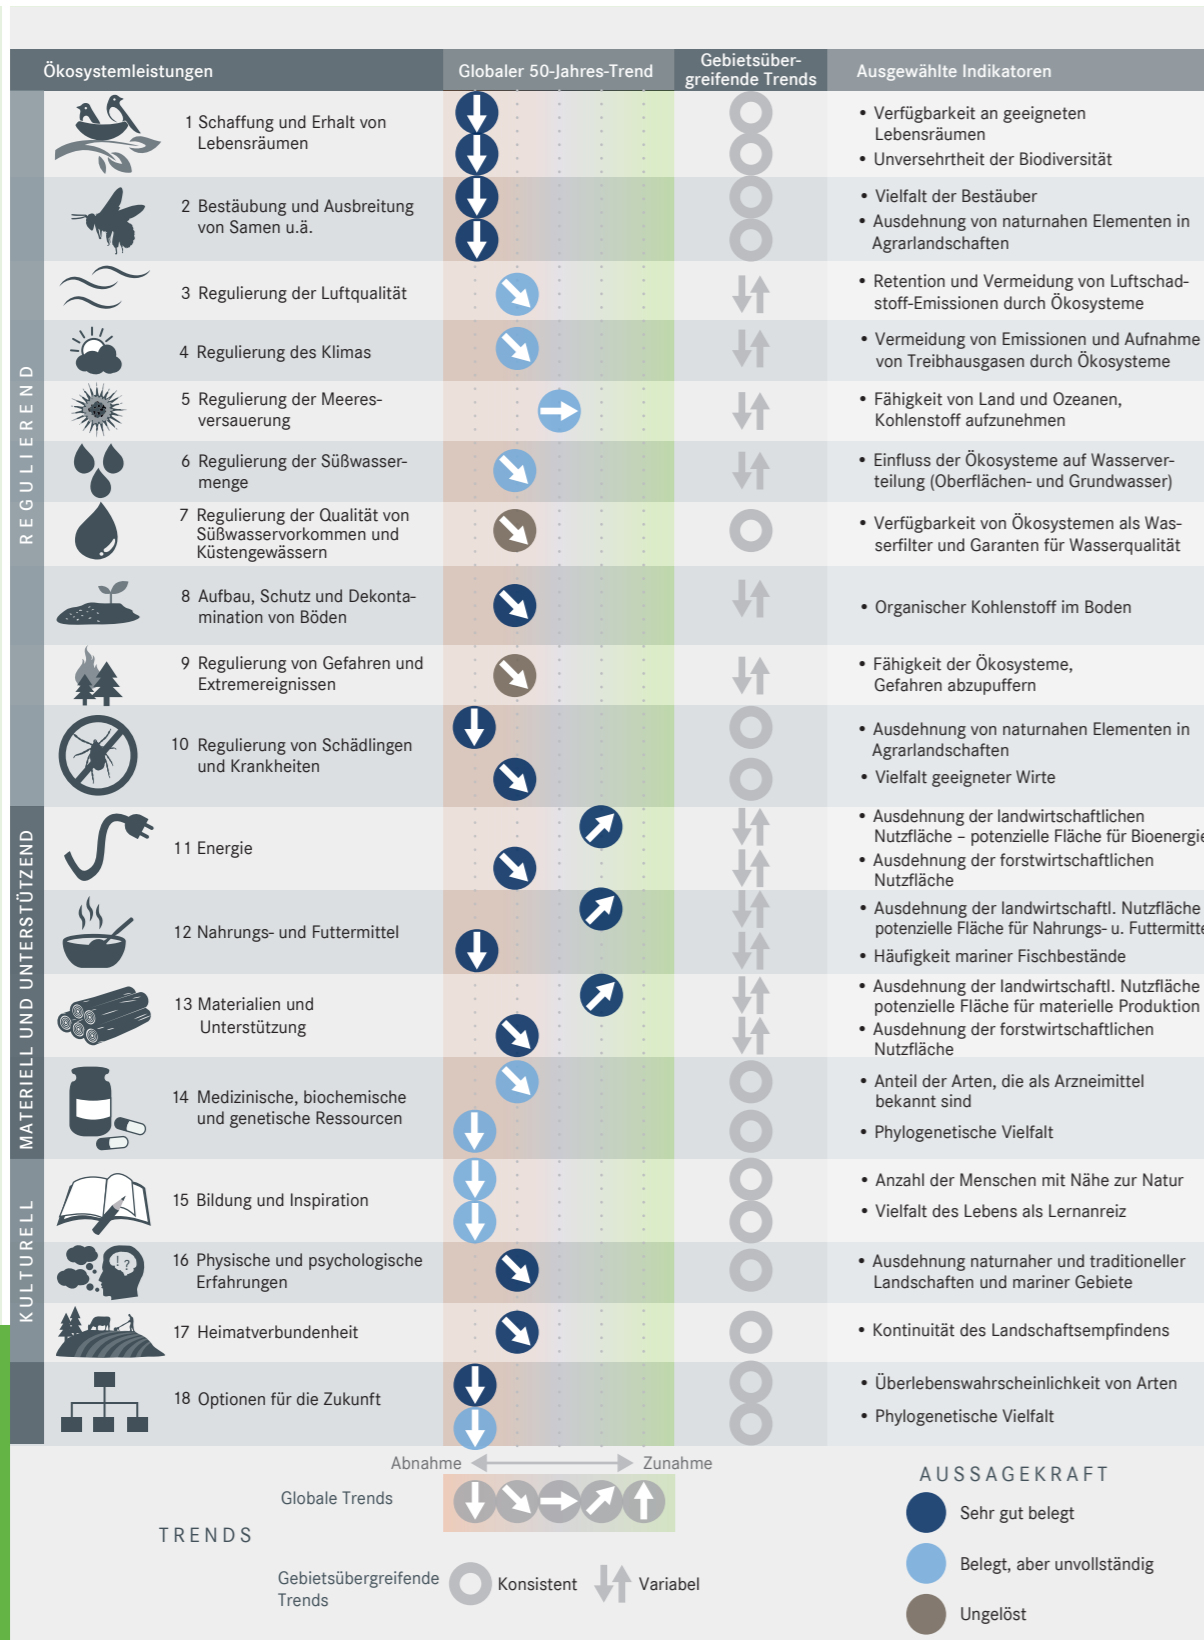 Ökosystemleistungen
Globaler 50-Jahres-Trend
Gebietsüber-
greifende Trends
Ausgewählte Indikatoren
REGULIEREND
1 Schaffung und Erhalt von
Lebensräumen
• Verfügbarkeit an geeigneten
Lebensräumen
• Unversehrtheit der Biodiversität
2 Bestäubung und Ausbreitung
von Samen u.ä.
• Vielfalt der Bestäuber
• Ausdehnung von naturnahen Elementen in
Agrarlandschaften
3 Regulierung der Luftqualität
• Retention und Vermeidung von Luftschad-
stoff-Emissionen durch Ökosysteme
4 Regulierung des Klimas
• Vermeidung von Emissionen und Aufnahme
von Treibhausgasen durch Ökosysteme
5 Regulierung der Meeres-
versauerung
• Fähigkeit von Land und Ozeanen,
Kohlenstoff aufzunehmen
6 Regulierung der Süßwasser-
menge
• Einfluss der Ökosysteme auf Wasserver-
teilung (Oberflächen- und Grundwasser)
7 Regulierung der Qualität von
Süßwasservorkommen und
Küstengewässern
• Verfügbarkeit von Ökosystemen als Was-
serfilter und Garanten für Wasserqualität
8 Aufbau, Schutz und Dekonta-
mination von Böden
• Organischer Kohlenstoff im Boden
9 Regulierung von Gefahren und
Extremereignissen
• Fähigkeit der Ökosysteme,
Gefahren abzupuffern
10 Regulierung von Schädlingen
und Krankheiten
• Ausdehnung von naturnahen Elementen in
Agrarlandschaften
• Vielfalt geeigneter Wirte
MATERIELL UND UNTERSTÜTZEND
11 Energie
• Ausdehnung der landwirtschaftlichen
Nutzfläche – potenzielle Fläche für Bioenergie
• Ausdehnung der forstwirtschaftlichen
Nutzfläche
12 Nahrungs- und Futtermittel
• Ausdehnung der landwirtschaftl. Nutzfläche
potenzielle Fläche für Nahrungs- u. Futtermitte
• Häufigkeit mariner Fischbestände
13 Materialien und
Unterstützung
• Ausdehnung der landwirtschaftl. Nutzfläche
potenzielle Fläche für materielle Produktion
• Ausdehnung der forstwirtschaftlichen
Nutzfläche
14 Medizinische, biochemische
und genetische Ressourcen
• Anteil der Arten, die als Arzneimittel
bekannt sind
• Phylogenetische Vielfalt
KULTURELL
15 Bildung und Inspiration
• Anzahl der Menschen mit Nähe zur Natur
• Vielfalt des Lebens als Lernanreiz
16 Physische und psychologische
Erfahrungen
! ?
• Ausdehnung naturnaher und traditioneller
Landschaften und mariner Gebiete
17 Heimatverbundenheit
• Kontinuität des Landschaftsempfindens
18 Optionen für die Zukunft
• Überlebenswahrscheinlichkeit von Arten
• Phylogenetische Vielfalt
Abnahme
Zunahme
Globale Trends
TRENDS
Gebietsübergreifende
Trends
Konsistent
Variabel
AUSSAGEKRAFT
Sehr gut belegt
Belegt, aber unvollständig
Ungelöst